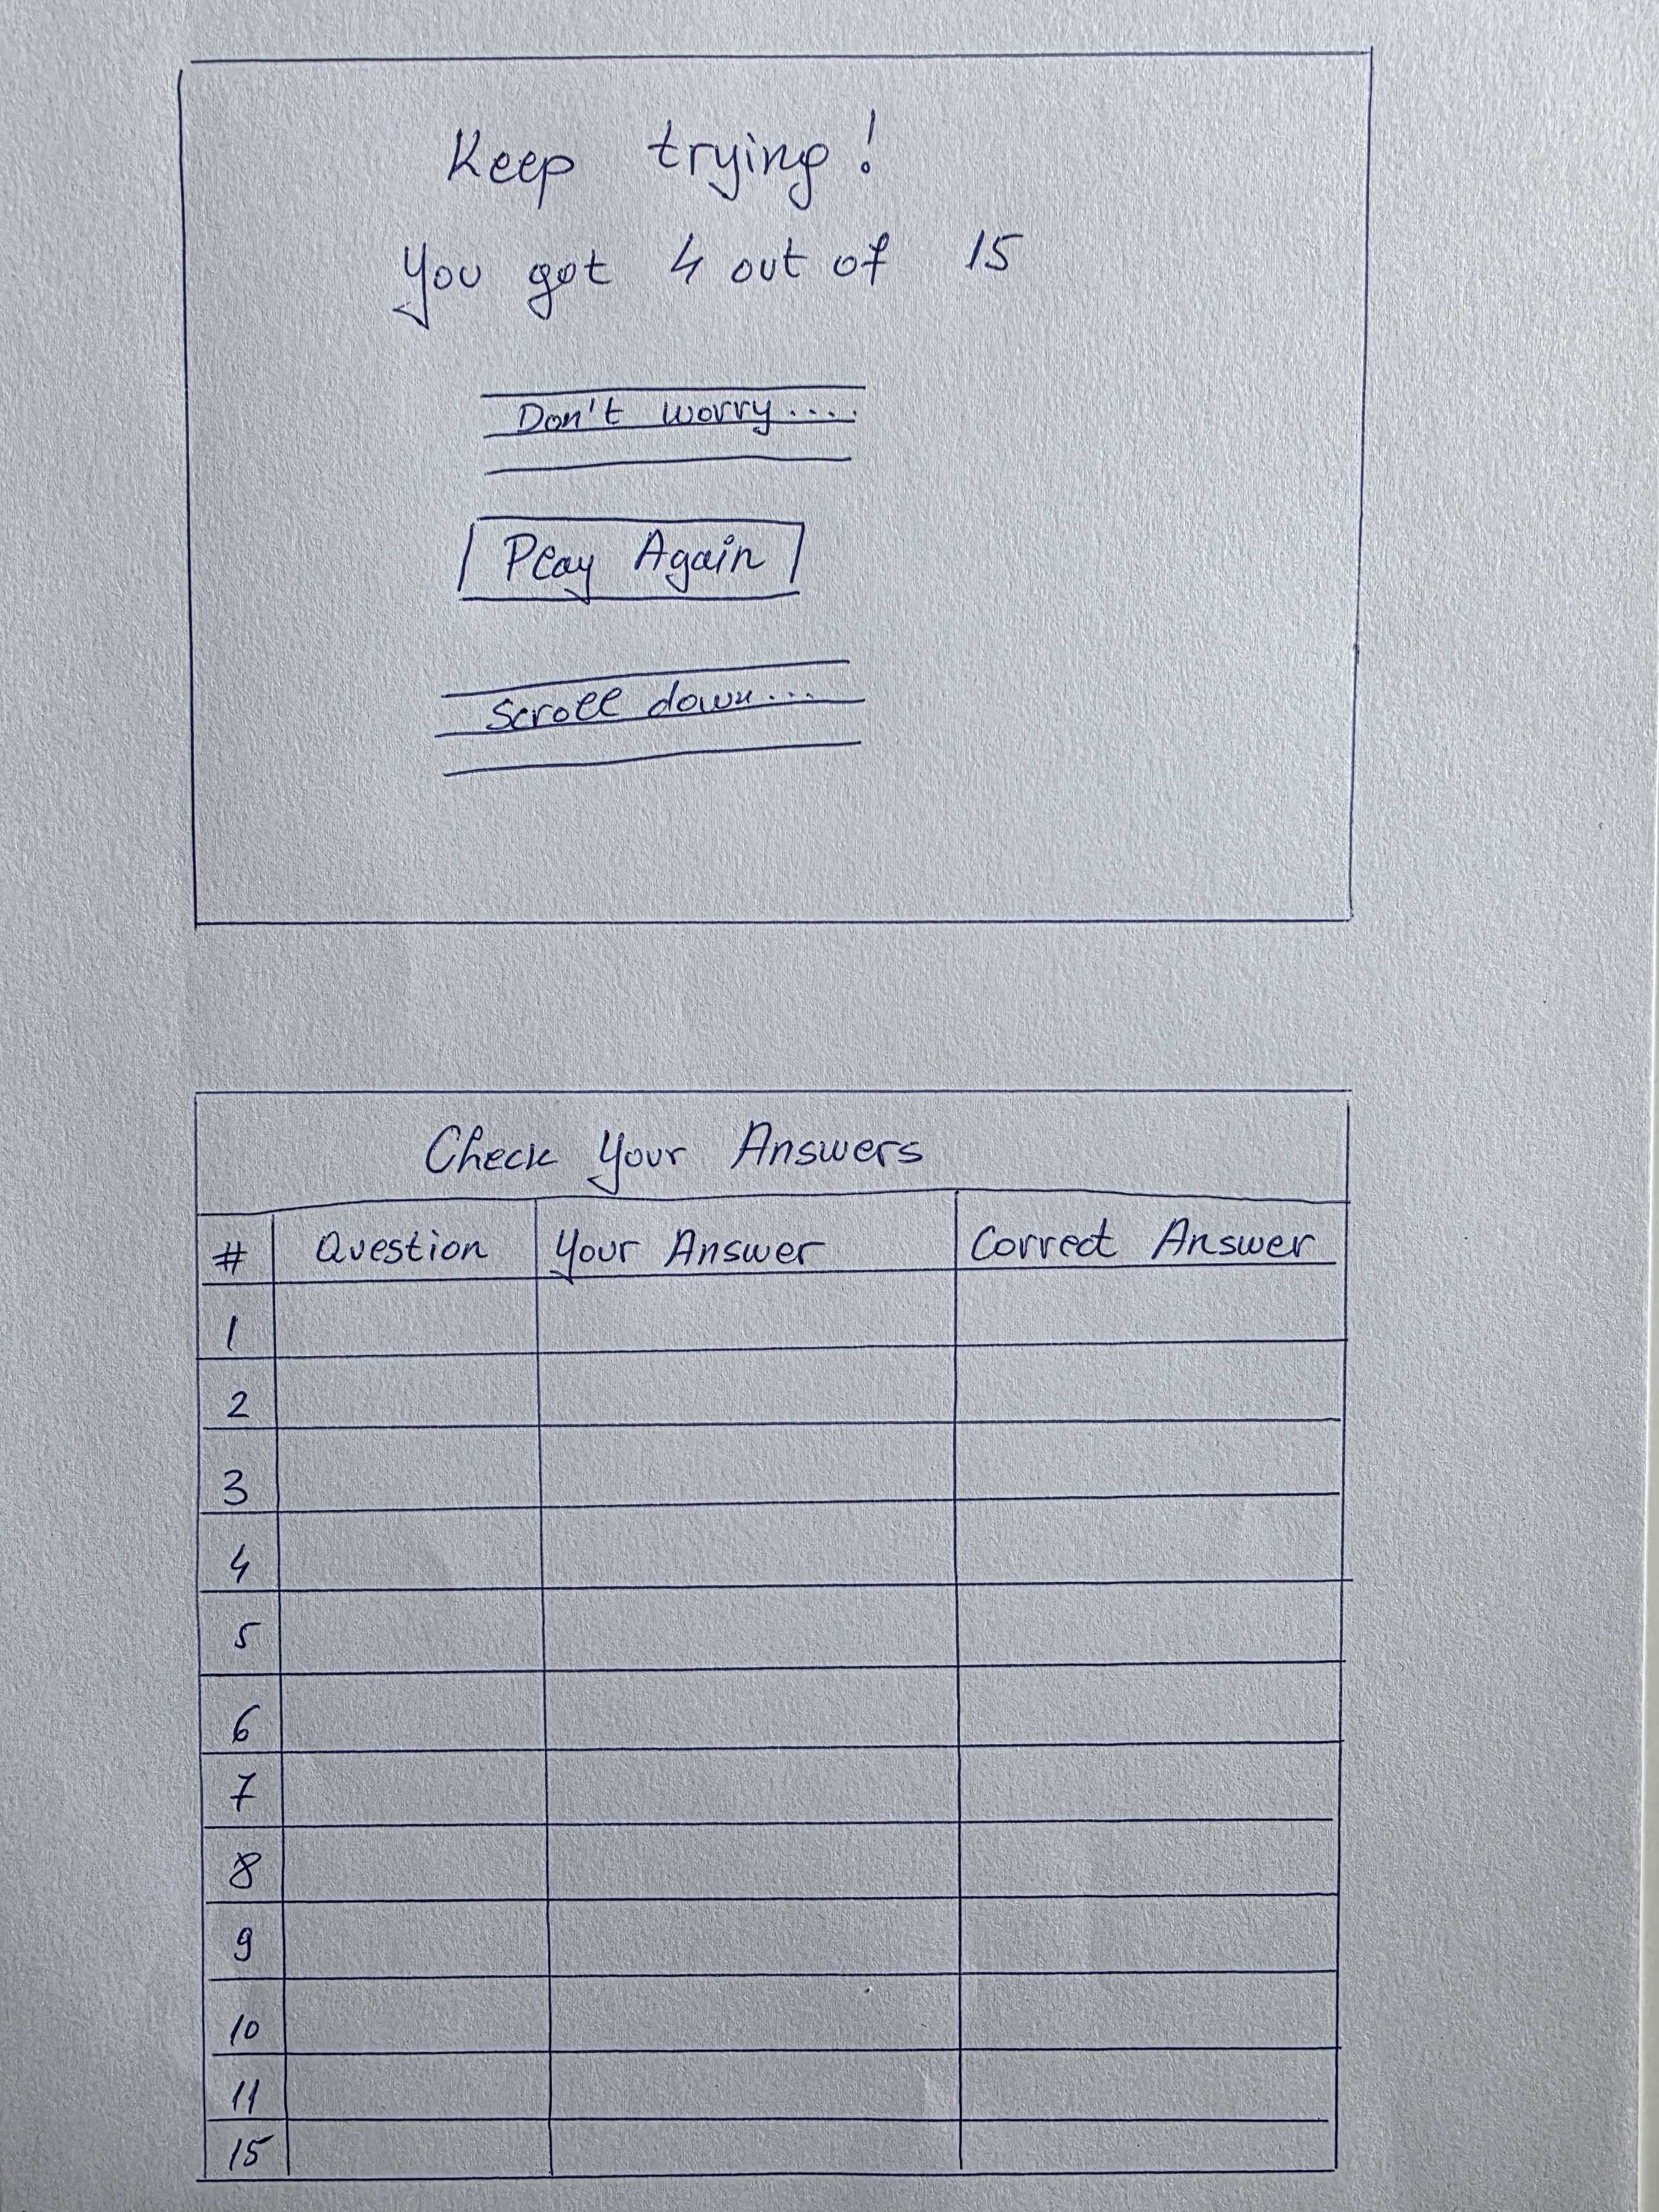 Keep trying!
You got 4 out of 15
Don't worry....
Play Again
Scroll down...
Check Your Answers
# Question Your Answer Correct Answer
1
2
3
4
5
6
7
8
9
10
11
15